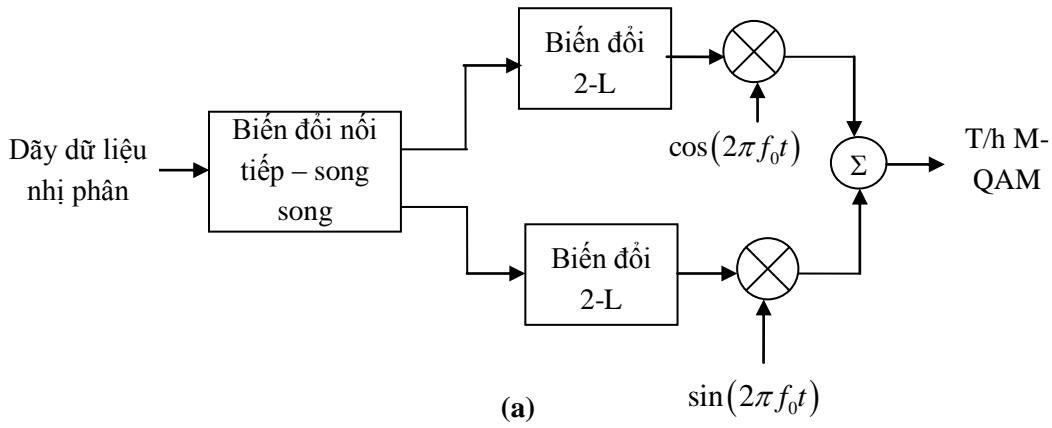 Biến đổi
2-L
Dãy dữ liệu
nhị phân
Biến đổi nối
tiếp – song
song
cos(2πf₀t)
Σ
T/h M-
QAM
Biến đổi
2-L
sin(2πf₀t)
(a)